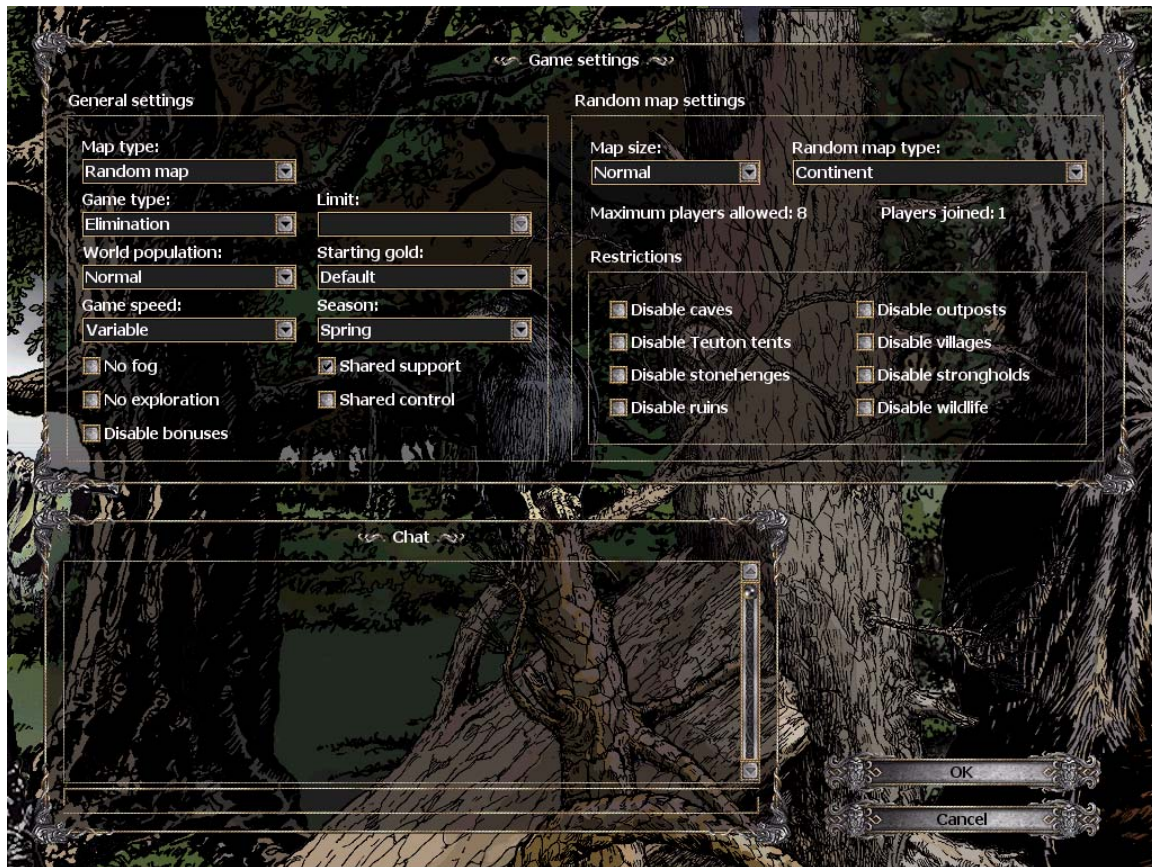 Game settings
General settings
Map type:
Random map
Game type:
Limit:
Elimination
World population:
Starting gold:
Normal
Default
Game speed:
Season:
Variable
Spring
No fog
Shared support
No exploration
Shared control
Disable bonuses
Random map settings
Map size:
Random map type:
Normal
Continent
Maximum players allowed: 8
Players joined: 1
Restrictions
Disable caves
Disable outposts
Disable Teuton tents
Disable villages
Disable stonehenges
Disable strongholds
Disable ruins
Disable wildlife
Chat
OK
Cancel